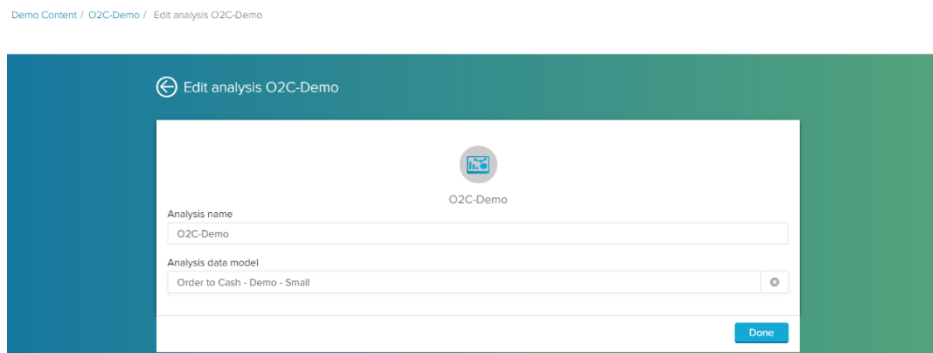 Demo Content / O2C-Demo / Edit analysis O2C-Demo
Edit analysis O2C-Demo
O2C-Demo
Analysis name
O2C-Demo
Analysis data model
Order to Cash - Demo - Small
Done